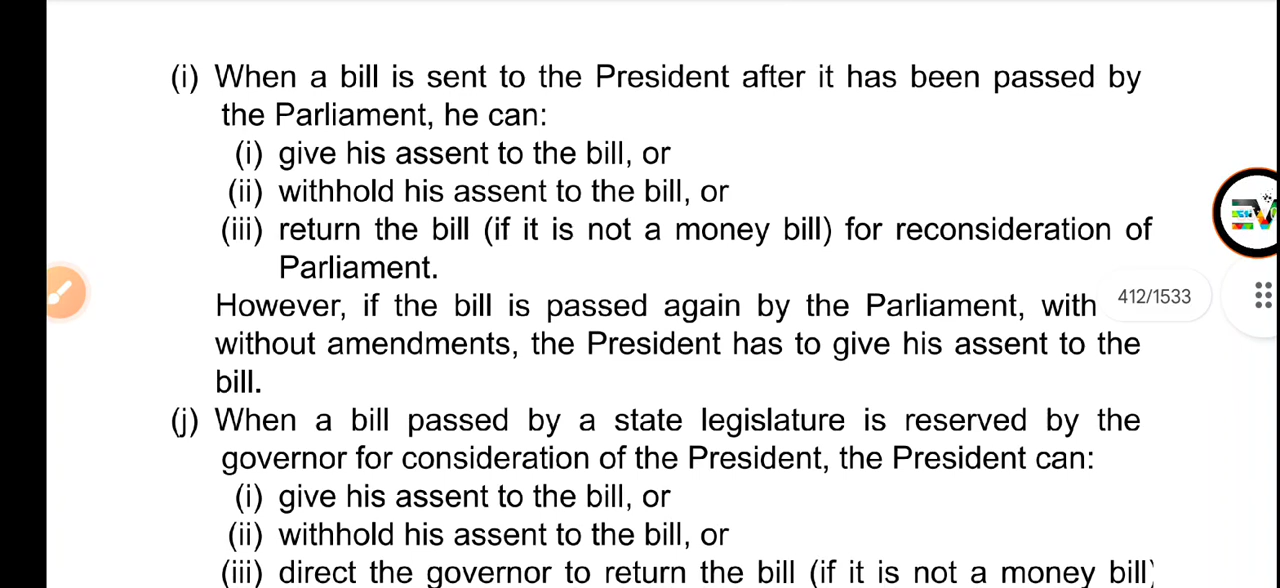 (i) When a bill is sent to the President after it has been passed by
the Parliament, he can:
(i) give his assent to the bill, or
(ii) withhold his assent to the bill, or
(iii) return the bill (if it is not a money bill) for reconsideration of
Parliament.
However, if the bill is passed again by the Parliament, with
412/1533
without amendments, the President has to give his assent to the
bill.
(j) When a bill passed by a state legislature is reserved by the
governor for consideration of the President, the President can:
(i) give his assent to the bill, or
(ii) withhold his assent to the bill, or
(iii) direct the governor to return the bill (if it is not a money bill)